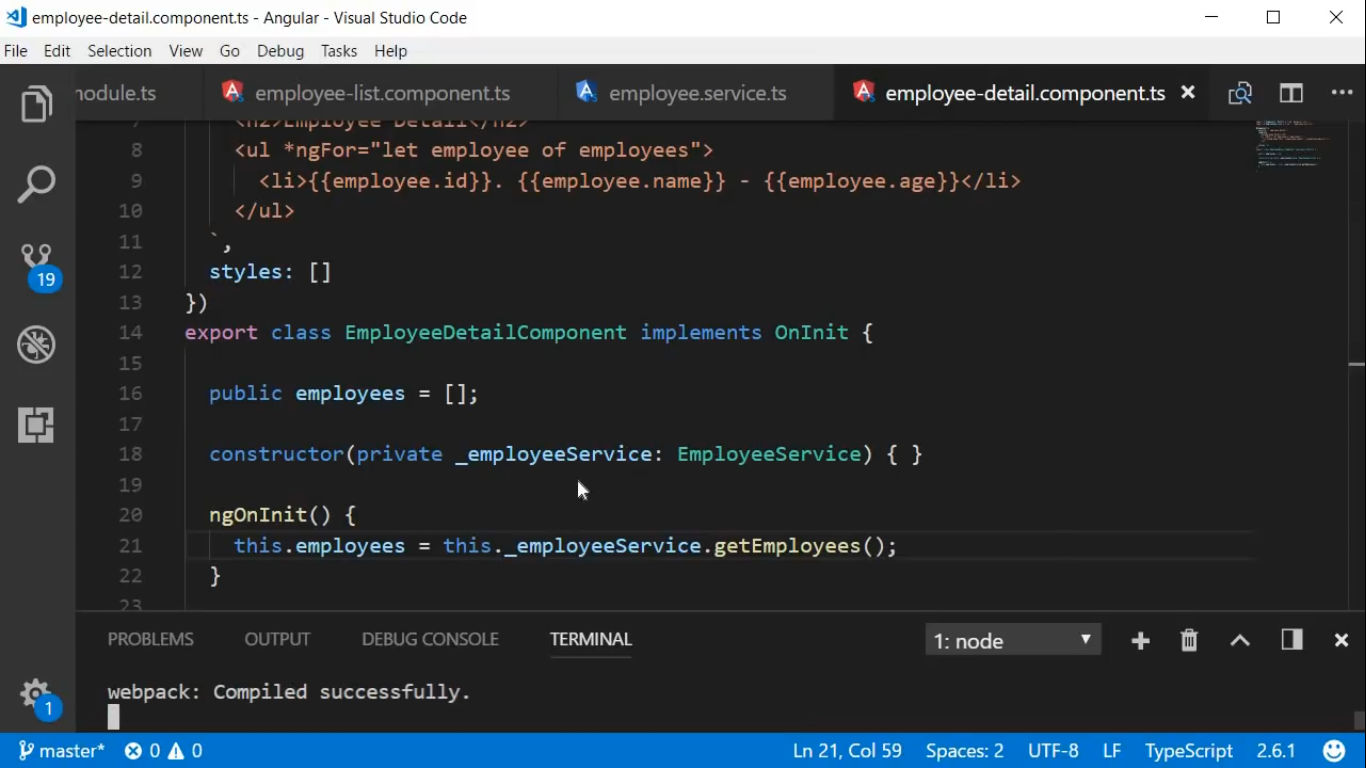 employee-detail.component.ts - Angular - Visual Studio Code
File Edit Selection View Go Debug Tasks Help
module.ts employee-list.component.ts employee.service.ts employee-detail.component.ts
7 <h2>Employee Detail</h2>
8 <ul *ngFor="let employee of employees">
9 <li>{{employee.id}}. {{employee.name}} - {{employee.age}}</li>
10 </ul>
11 `,
12 styles: []
13 })
14 export class EmployeeDetailComponent implements OnInit {
15
16 public employees = [];
17
18 constructor(private _employeeService: EmployeeService) { }
19
20 ngOnInit() {
21 this.employees = this._employeeService.getEmployees();
22 }
23
19
1
PROBLEMS OUTPUT DEBUG CONSOLE TERMINAL 1: node
webpack: Compiled successfully.
master* 0 0 Ln 21, Col 59 Spaces: 2 UTF-8 LF TypeScript 2.6.1